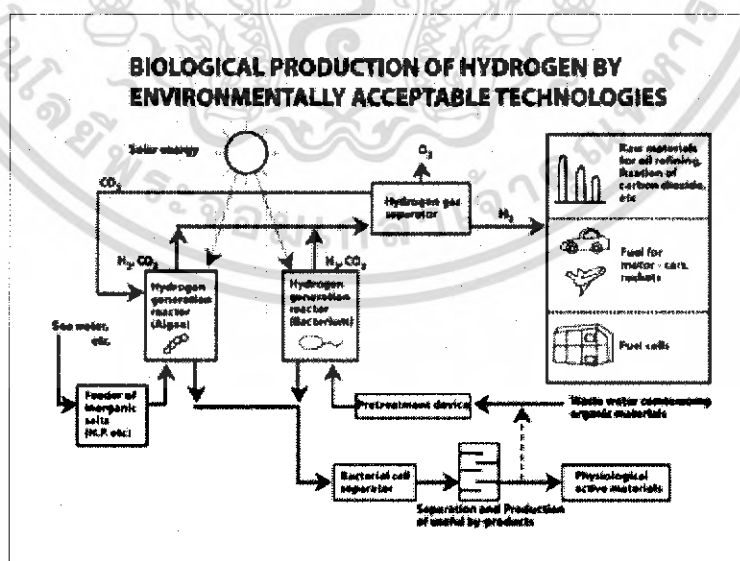 BIOLOGICAL PRODUCTION OF HYDROGEN BY
ENVIRONMENTALLY ACCEPTABLE TECHNOLOGIES
Solar energy
CO₂
O₂
Hydrogen gas
separator
H₂
Raw materials
for oil refining,
fixation of
carbon dioxide,
etc
Fuel for
motor - cars,
rockets
Fuel cells
H₂, CO₂
Hydrogen
generation
reactor
(Algae)
H₂, CO₂
Hydrogen
generation
reactor
(Bacterium)
Sea water,
etc.
Feeder of
inorganic
salts
(N.P. etc)
Pretreatment device
Waste water containing
organic materials
Bacterial cell
separator
Separation and Production
of useful by-products
Physiological
active materials